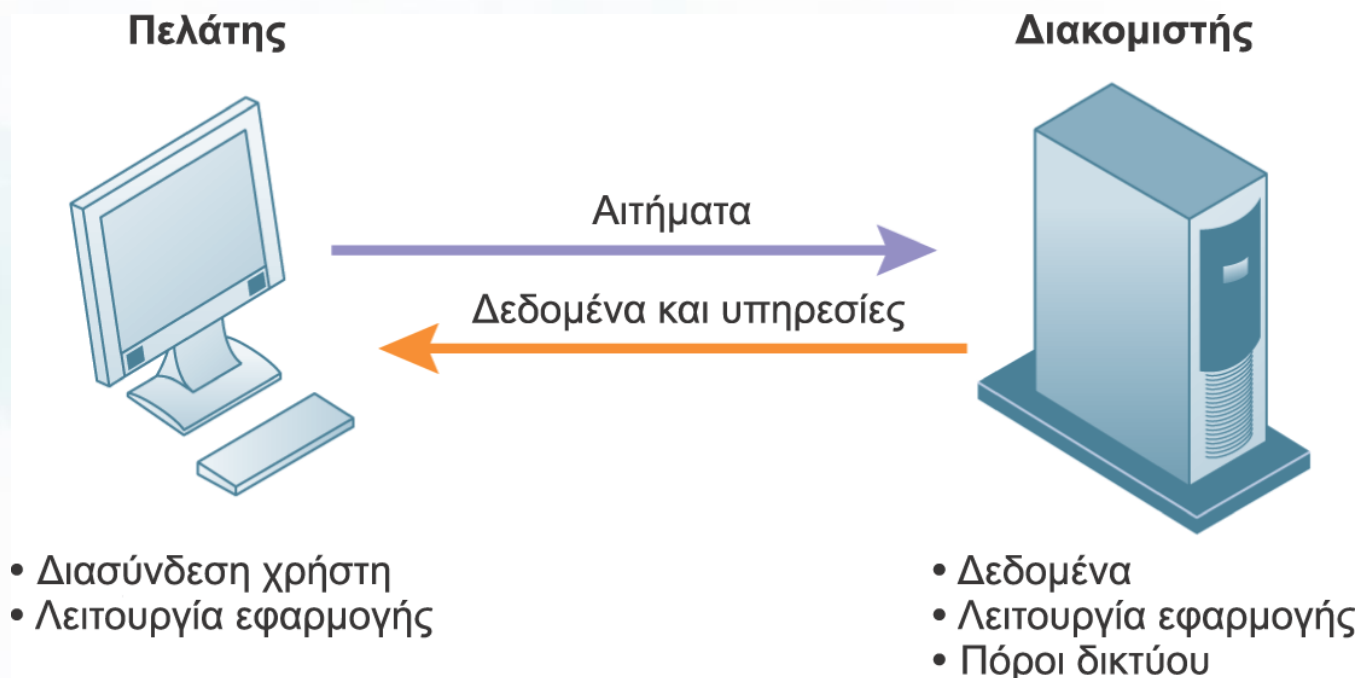 Πελάτης
Διακομιστής
Αιτήματα
Δεδομένα και υπηρεσίες
• Διασύνδεση χρήστη
• Λειτουργία εφαρμογής
• Δεδομένα
• Λειτουργία εφαρμογής
• Πόροι δικτύου